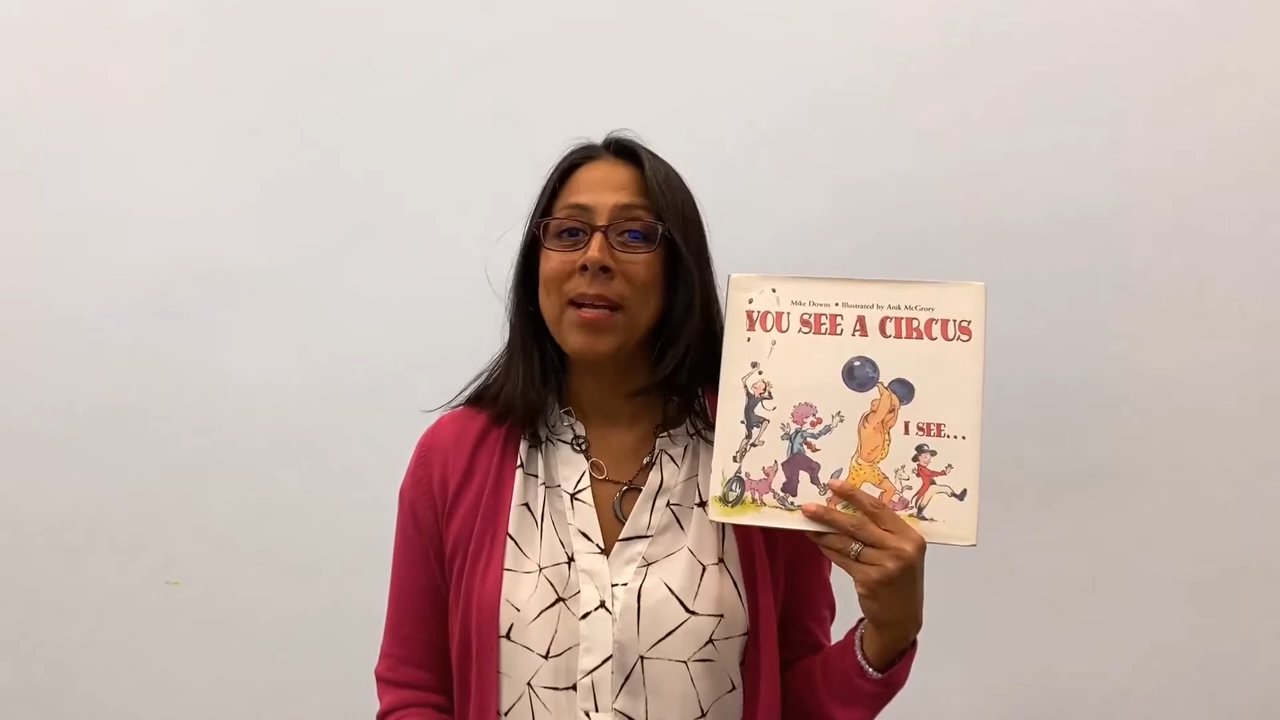 Mike Downs • Illustrated by Anik McGrory
YOU SEE A CIRCUS
I SEE...